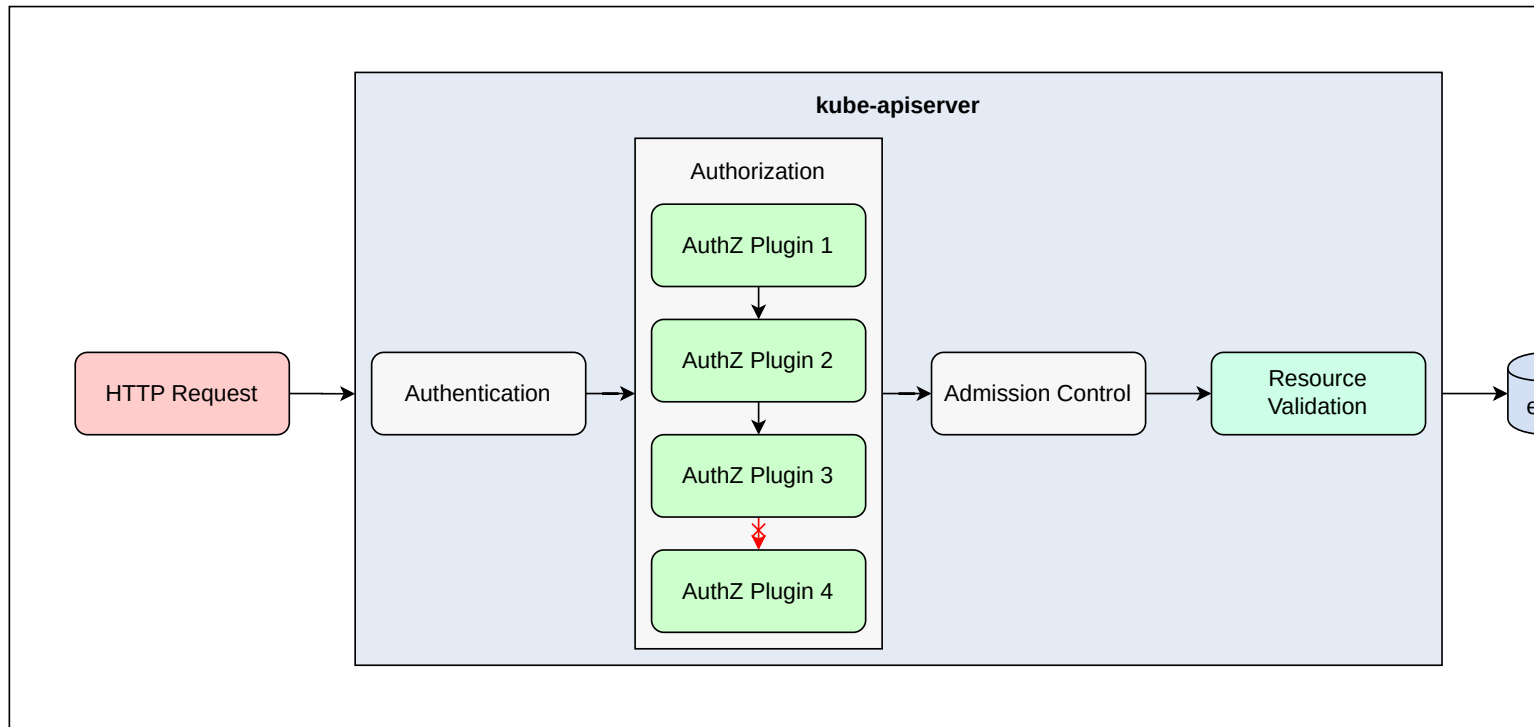 kube-apiserver
Authorization
AuthZ Plugin 1
AuthZ Plugin 2
HTTP Request
Authentication
Admission Control
Resource
Validation
AuthZ Plugin 3
AuthZ Plugin 4